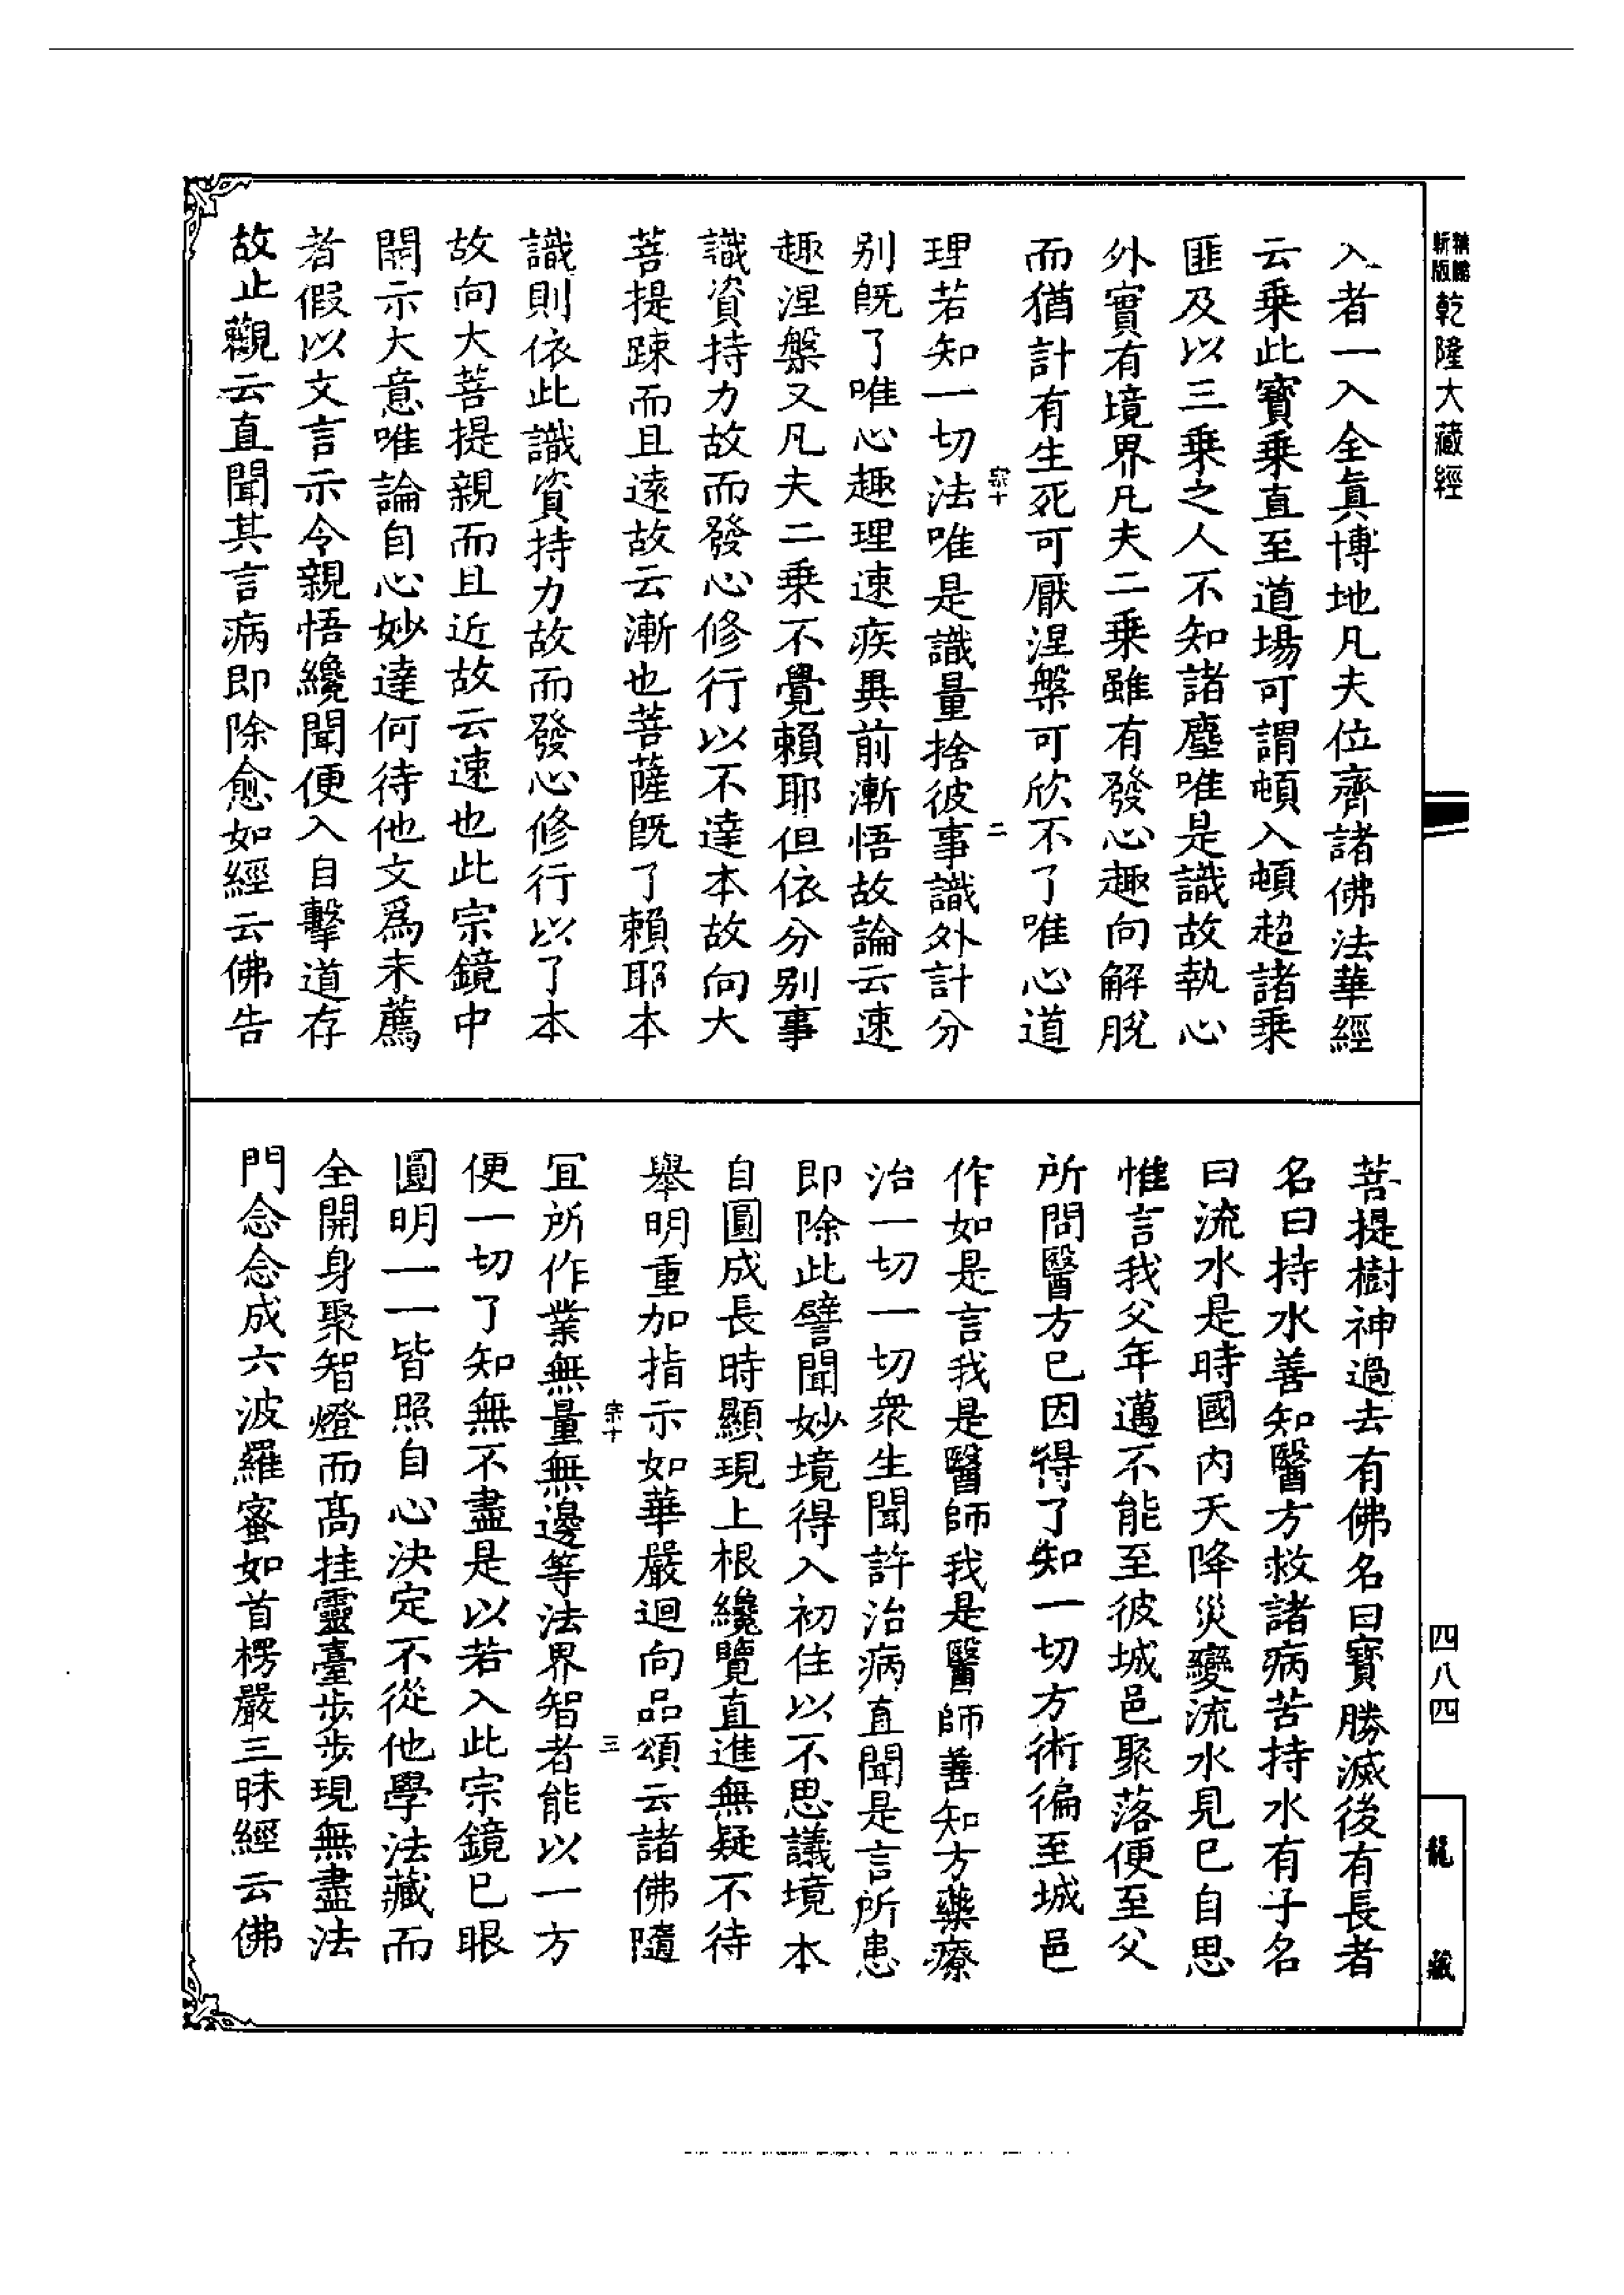 新版
乾隆大藏經
入者一入全真博地凡夫位齊諸佛法華經
云乘此寶乘直至道場可謂頓入頓超諸乘
匪及以三乘之人不知諸塵唯是識故執心
外實有境界凡夫二乘雖有發心趣向解脫
而猶計有生死可厭涅槃可欣不了唯心道
宗十
二
理若知一切法唯是識量捨彼事識外計分
別既了唯心趣理速疾異前漸悟故論云速
趣涅槃又凡夫二乘不覺賴耶但依分別事
識資持力故而發心修行以不達本故向大
菩提踈而且遠故云漸也菩薩既了賴耶本
識則依此識資持力故而發心修行以了本
故向大菩提親而且近故云速也此宗鏡中
開示大意唯論自心妙達何待他文為未薦
者假以文言示令親悟纔聞便入自擊道存
故止觀云直聞其言病即除愈如經云佛告
菩提樹神過去有佛名曰寶勝滅後有長者
名曰持水善知醫方救諸病苦持水有子名
曰流水是時國內天降災變流水見已自思
惟言我父年邁不能至彼城邑聚落便至父
所問醫方已因得了知一切方術徧至城邑
作如是言我是醫師我是醫師善知方藥療
治一切一切衆生聞許治病直聞是言所患
即除此譬聞妙境得入初住以不思議境本
自圓成長時顯現上根纔覽直進無疑不待
舉明重加指示如華嚴迴向品頌云諸佛隨
宗十
三
宜所作業無量無邊等法界智者能以一方
便一切了知無不盡是以若入此宗鏡已眼
圓明一一皆照自心決定不從他學法藏而
全開身聚智燈而高挂靈臺步步現無盡法
門念念成六波羅蜜如首楞嚴三昧經云佛
四八四
龍藏